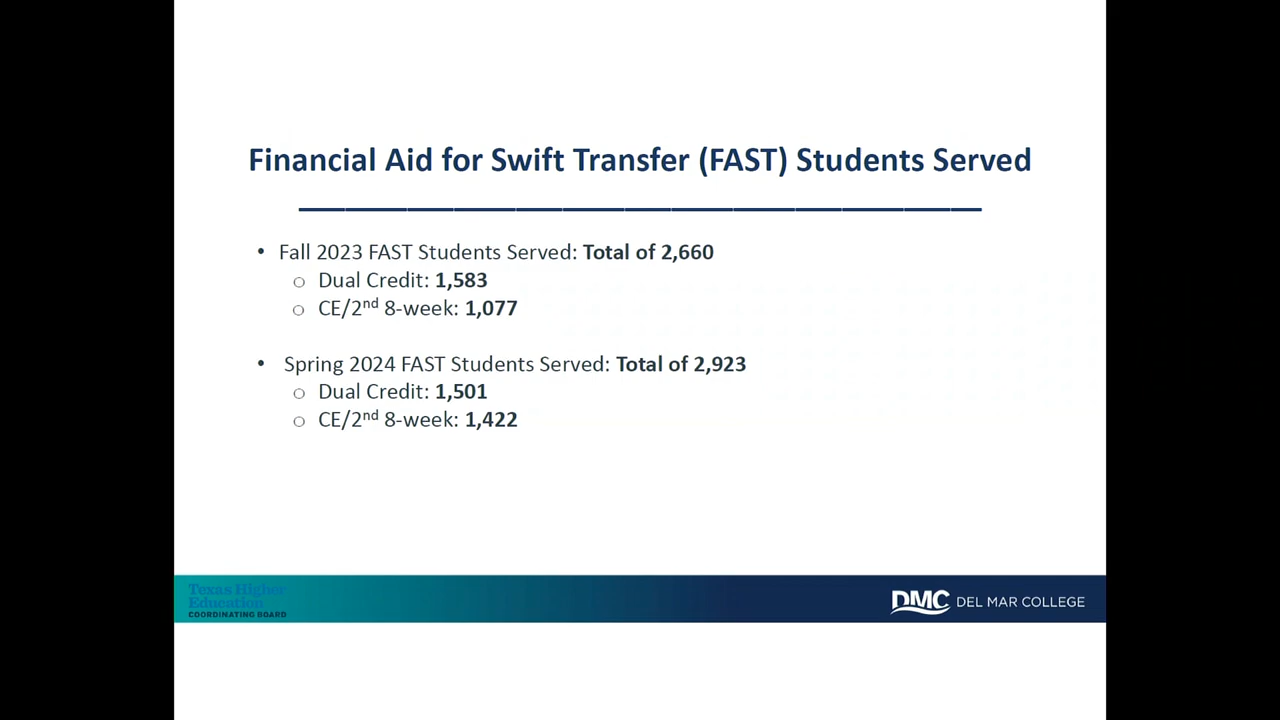 Financial Aid for Swift Transfer (FAST) Students Served
• Fall 2023 FAST Students Served: Total of 2,660
o Dual Credit: 1,583
o CE/2nd 8-week: 1,077
• Spring 2024 FAST Students Served: Total of 2,923
o Dual Credit: 1,501
o CE/2nd 8-week: 1,422
Texas Higher
Education
COORDINATING BOARD
DMC DEL MAR COLLEGE